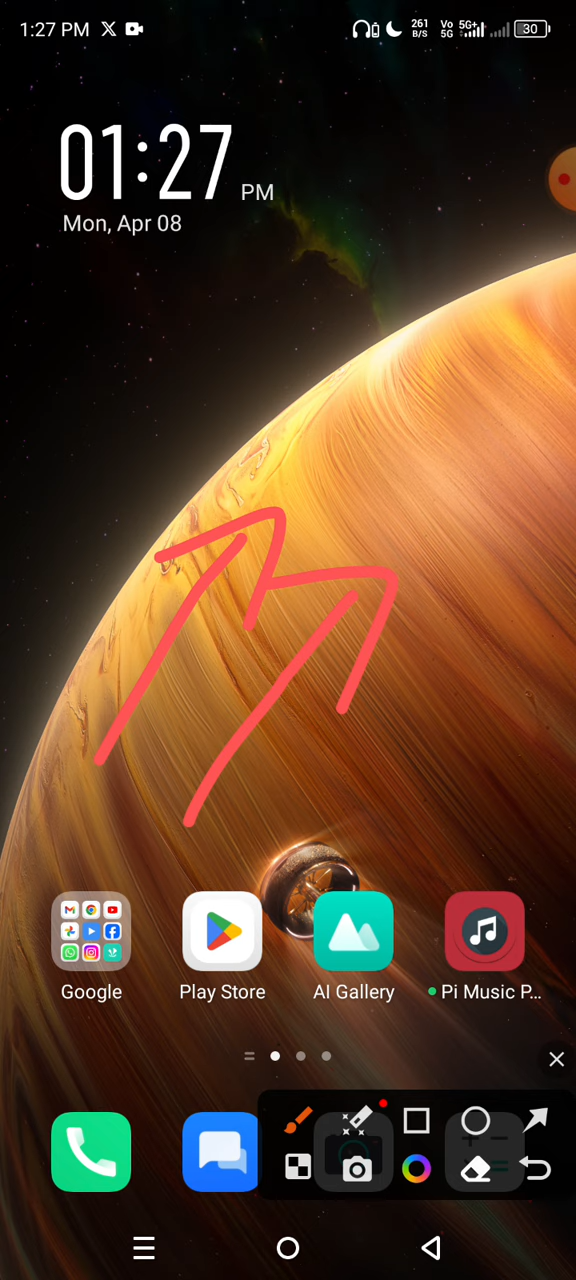 1:27 PM
261
B/S
Vo
5G
5G+
30
01:27 PM
Mon, Apr 08
Google
Play Store
AI Gallery
Pi Music P...